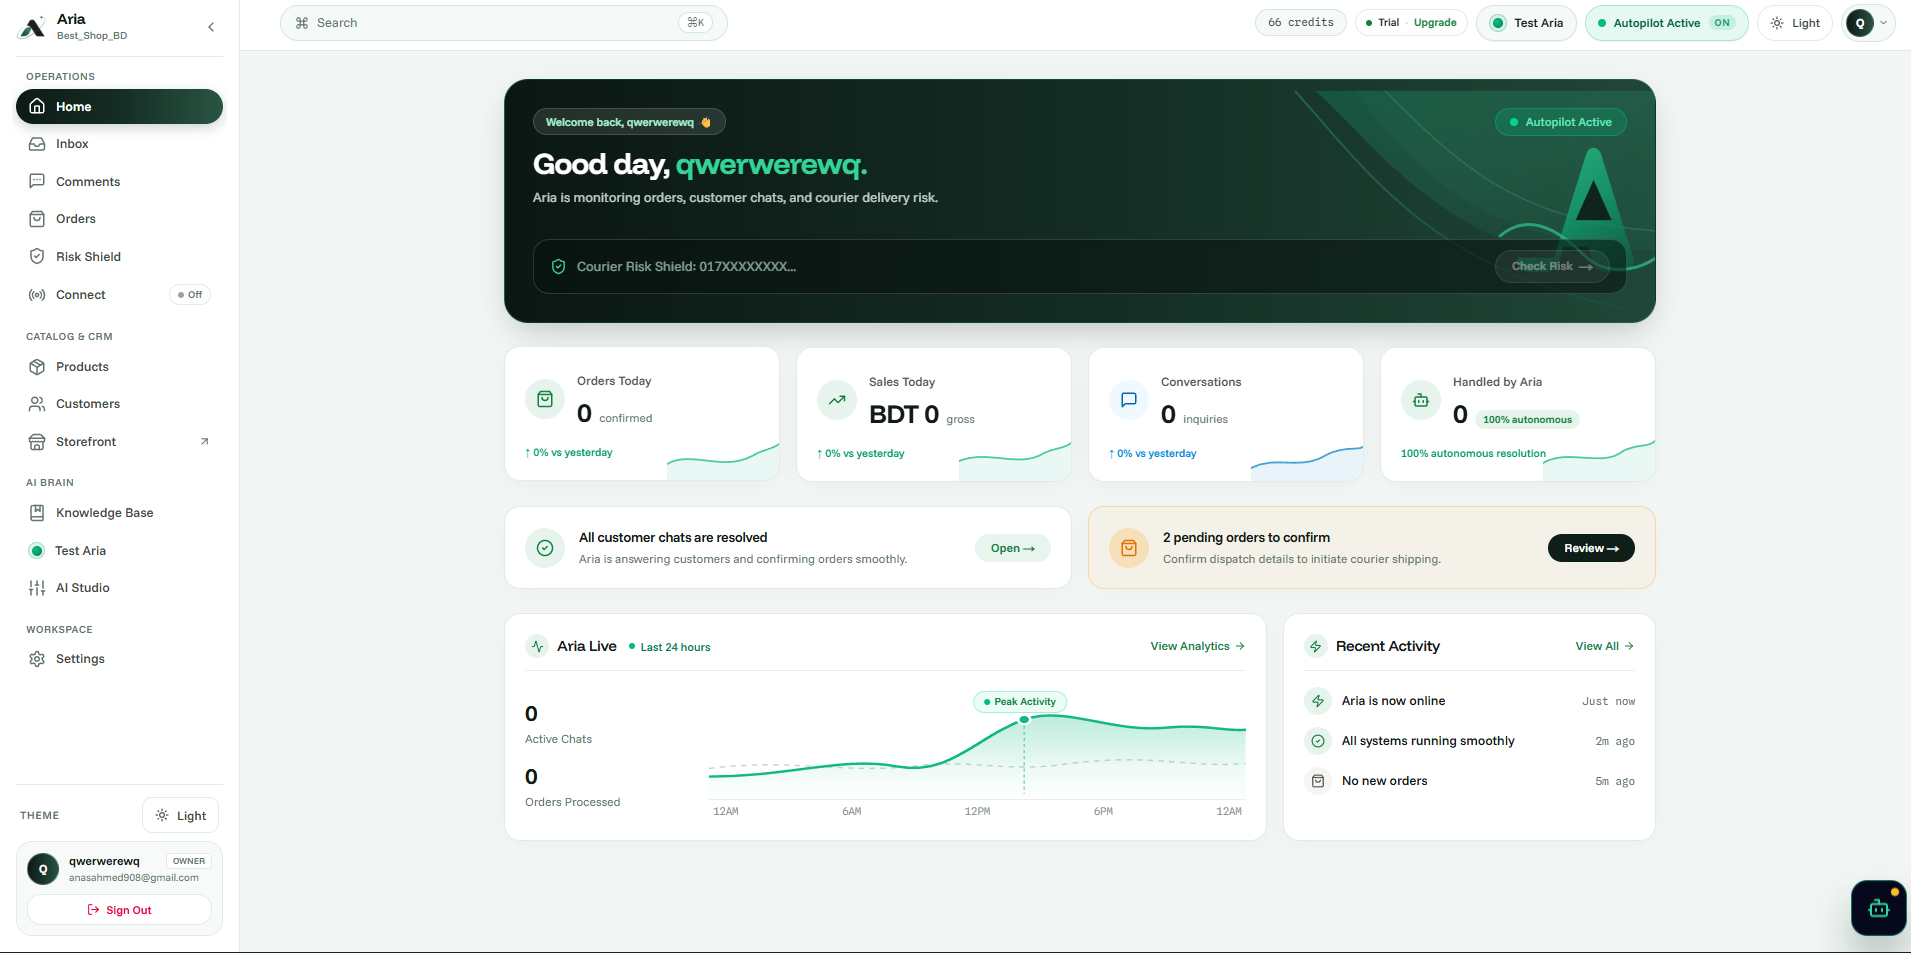 Aria
Best_Shop_BD
OPERATIONS
Home
Inbox
Comments
Orders
Risk Shield
Connect Off
CATALOG & CRM
Products
Customers
Storefront
AI BRAIN
Knowledge Base
Test Aria
AI Studio
WORKSPACE
Settings
THEME Light
Q qwerwerewq OWNER
anasahmed908@gmail.com
Sign Out
⌘ Search ⌘K
66 credits
Trial · Upgrade
Test Aria
Autopilot Active ON
Light
Q
Welcome back, qwerwerewq 👋
Autopilot Active
Good day, qwerwerewq.
Aria is monitoring orders, customer chats, and courier delivery risk.
Courier Risk Shield: 017XXXXXXXX...
Check Risk →
Orders Today
0 confirmed
↑ 0% vs yesterday
Sales Today
BDT 0 gross
↑ 0% vs yesterday
Conversations
0 inquiries
↑ 0% vs yesterday
Handled by Aria
0 100% autonomous
100% autonomous resolution
All customer chats are resolved
Aria is answering customers and confirming orders smoothly.
Open →
2 pending orders to confirm
Confirm dispatch details to initiate courier shipping.
Review →
Aria Live Last 24 hours
View Analytics →
0
Active Chats
0
Orders Processed
Peak Activity
12AM 6AM 12PM 6PM 12AM
Recent Activity
View All →
Aria is now online Just now
All systems running smoothly 2m ago
No new orders 5m ago